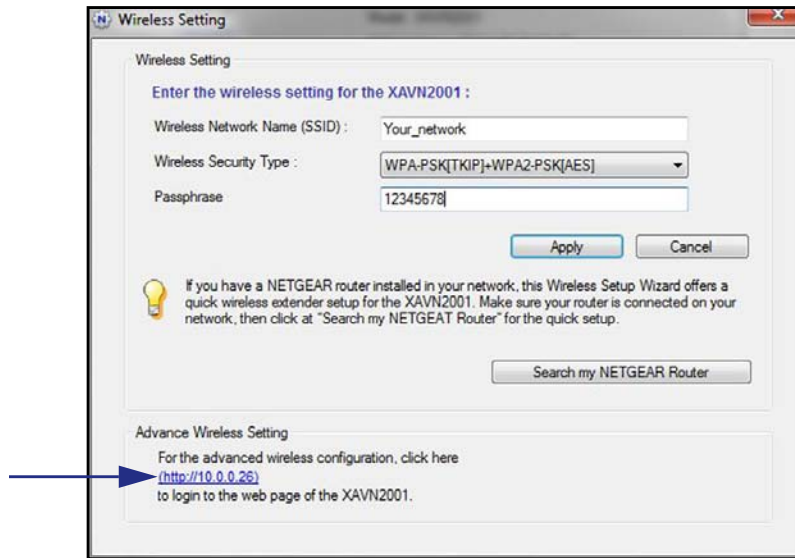 N Wireless Setting
Wireless Setting
Enter the wireless setting for the XAVN2001 :
Wireless Network Name (SSID) : Your_network
Wireless Security Type : WPA-PSK[TKIP]+WPA2-PSK[AES]
Passphrase 12345678
Apply Cancel
If you have a NETGEAR router installed in your network, this Wireless Setup Wizard offers a
quick wireless extender setup for the XAVN2001. Make sure your router is connected on your
network, then click at "Search my NETGEAT Router" for the quick setup.
Search my NETGEAR Router
Advance Wireless Setting
For the advanced wireless configuration, click here
(http://10.0.0.26)
to login to the web page of the XAVN2001.